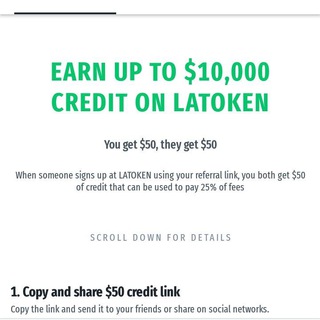 EARN UP TO $10,000
CREDIT ON LATOKEN
You get $50, they get $50
When someone signs up at LATOKEN using your referral link, you both get $50
of credit that can be used to pay 25% of fees
SCROLL DOWN FOR DETAILS
1. Copy and share $50 credit link
Copy the link and send it to your friends or share on social networks.